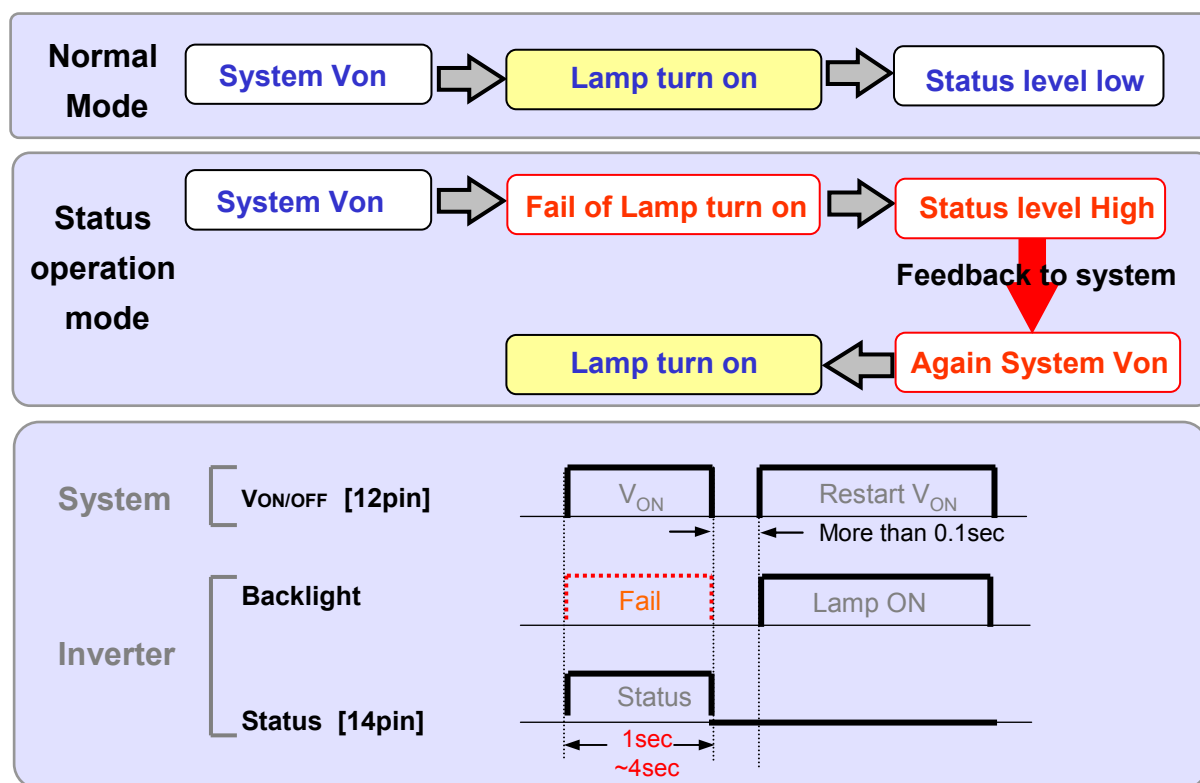 Normal
Mode
System Von
Lamp turn on
Status level low
Status
operation
mode
System Von
Fail of Lamp turn on
Status level High
Feedback to system
Lamp turn on
Again System Von
System
VON/OFF [12pin]
VON
Restart VON
More than 0.1sec
Inverter
Backlight
Fail
Lamp ON
Status [14pin]
Status
1sec
~4sec